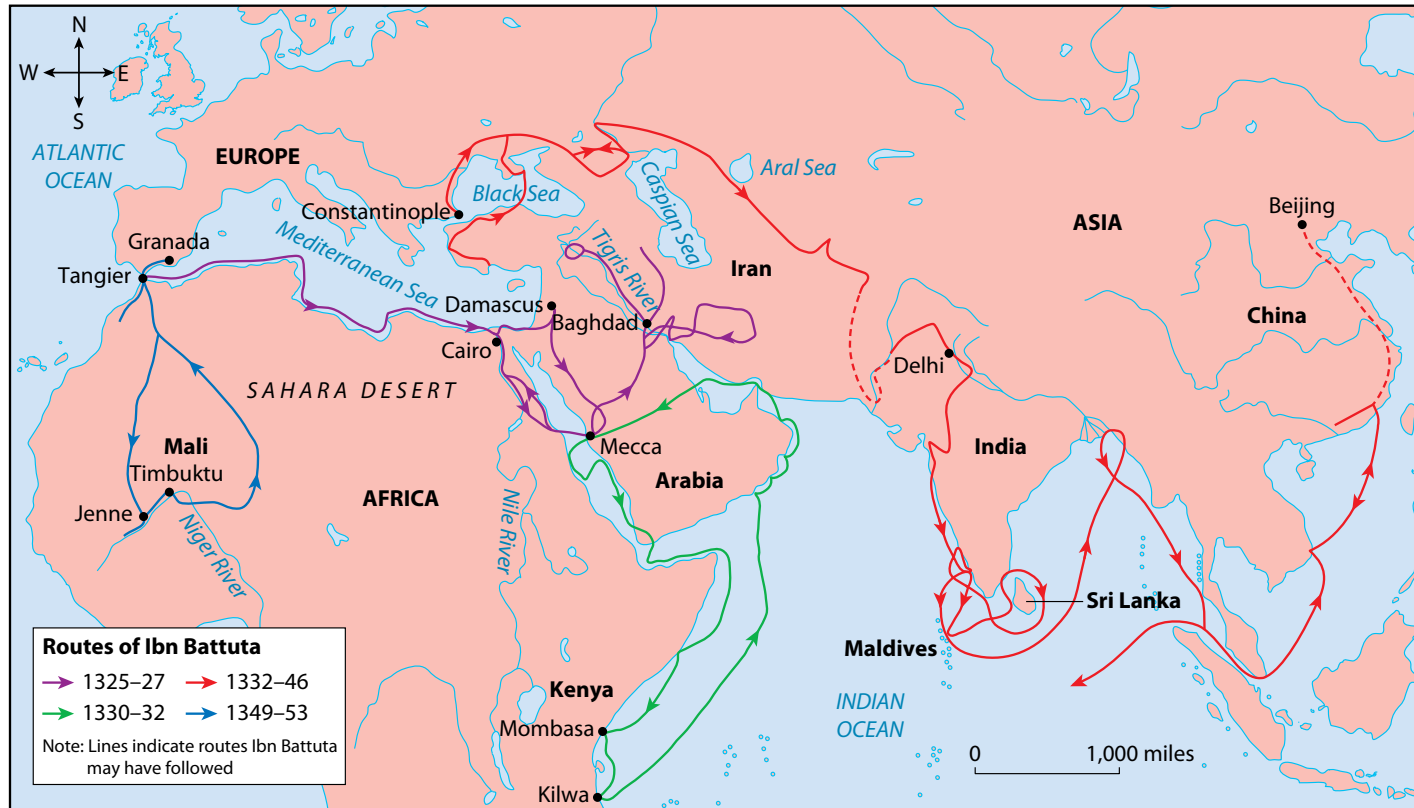 N
W E
S
ATLANTIC
OCEAN
EUROPE
Aral Sea
Black Sea
Caspian Sea
Constantinople
ASIA
Beijing
Granada
Tangier
Mediterranean Sea
Tigris River
Iran
Damascus
Baghdad
China
Cairo
Delhi
SAHARA DESERT
Mali
Timbuktu
Mecca
India
Arabia
AFRICA
Jenne
Niger River
Nile River
Sri Lanka
Maldives
Kenya
INDIAN
OCEAN
Mombasa
Kilwa
0 1,000 miles
Routes of Ibn Battuta
1325–27 1332–46
1330–32 1349–53
Note: Lines indicate routes Ibn Battuta
may have followed